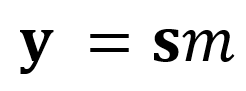 y = sm